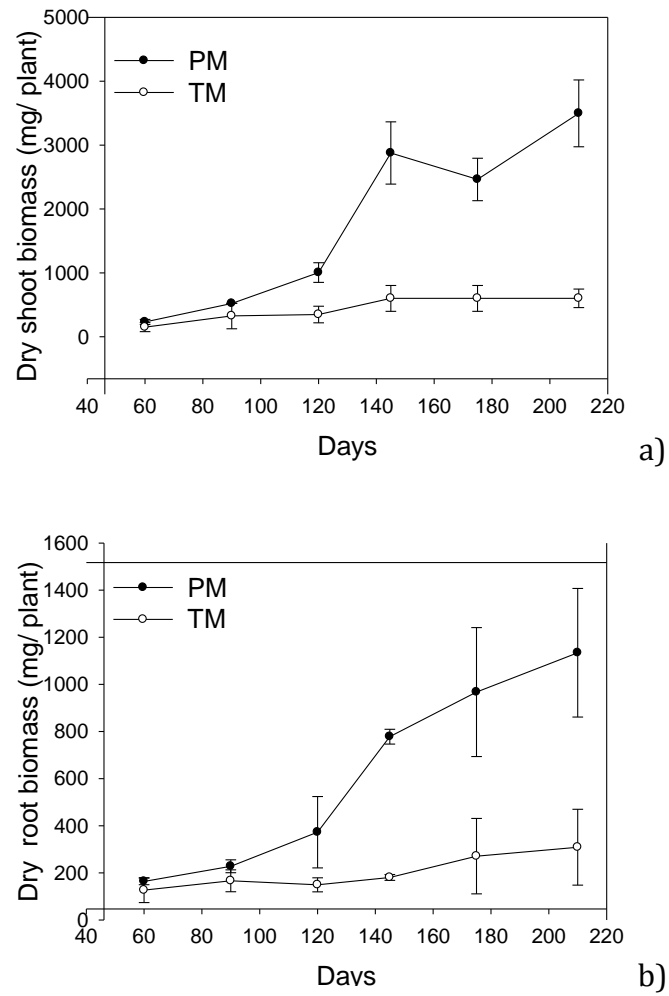 5000
4000
3000
2000
1000
0
Dry shoot biomass (mg/ plant)
PM
TM
40 60 80 100 120 140 160 180 200 220
Days
a)
1600
1400
1200
1000
800
600
400
200
0
Dry root biomass (mg/ plant)
PM
TM
40 60 80 100 120 140 160 180 200 220
Days
b)